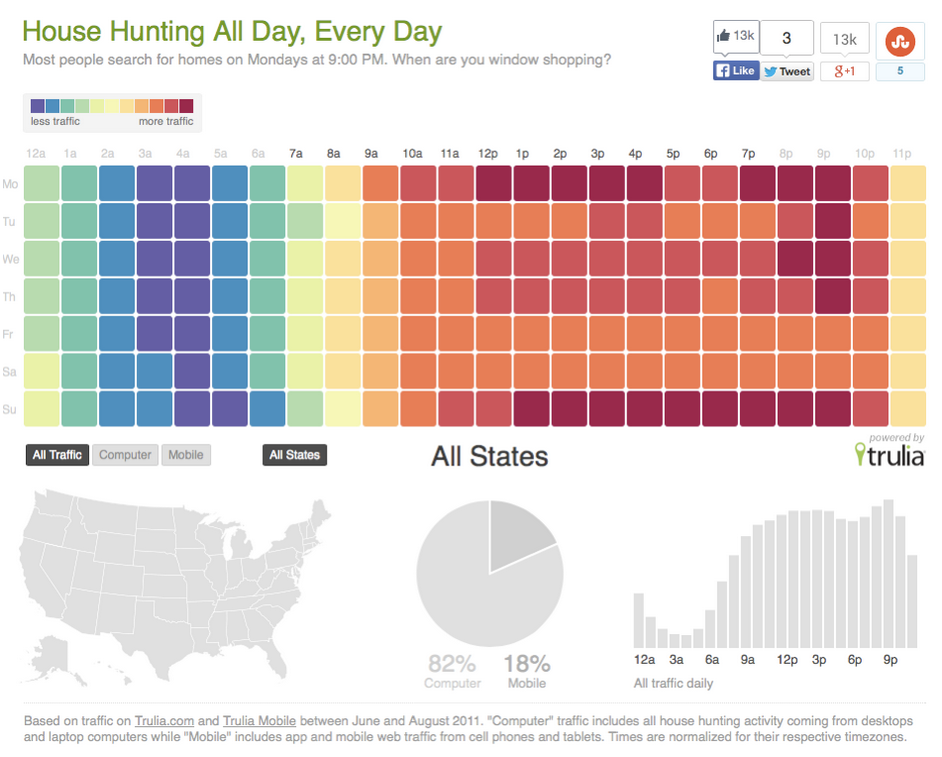 House Hunting All Day, Every Day
Most people search for homes on Mondays at 9:00 PM. When are you window shopping?
13k 3 13k
Like Tweet g+1 5
less traffic more traffic
12a 1a 2a 3a 4a 5a 6a 7a 8a 9a 10a 11a 12p 1p 2p 3p 4p 5p 6p 7p 8p 9p 10p 11p
Mo
Tu
We
Th
Fr
Sa
Su
All Traffic Computer Mobile All States
All States
powered by
trulia
82% 18%
Computer Mobile
12a 3a 6a 9a 12p 3p 6p 9p
All traffic daily
Based on traffic on Trulia.com and Trulia Mobile between June and August 2011. "Computer" traffic includes all house hunting activity coming from desktops
and laptop computers while "Mobile" includes app and mobile web traffic from cell phones and tablets. Times are normalized for their respective timezones.